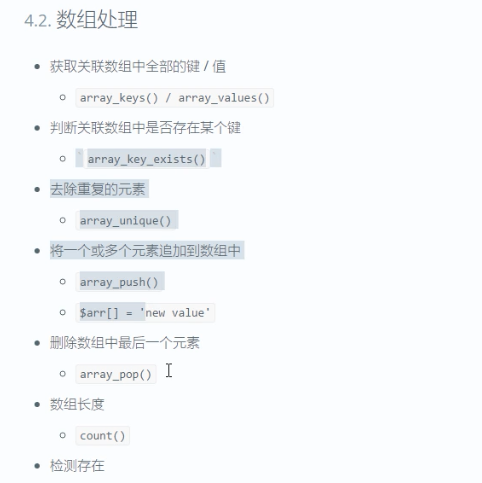 4.2. 数组处理
获取关联数组中全部的键 / 值
array_keys() / array_values()
判断关联数组中是否存在某个键
` array_key_exists() `
去除重复的元素
array_unique()
将一个或多个元素追加到数组中
array_push()
$arr[] = 'new value'
删除数组中最后一个元素
array_pop()
数组长度
count()
检测存在